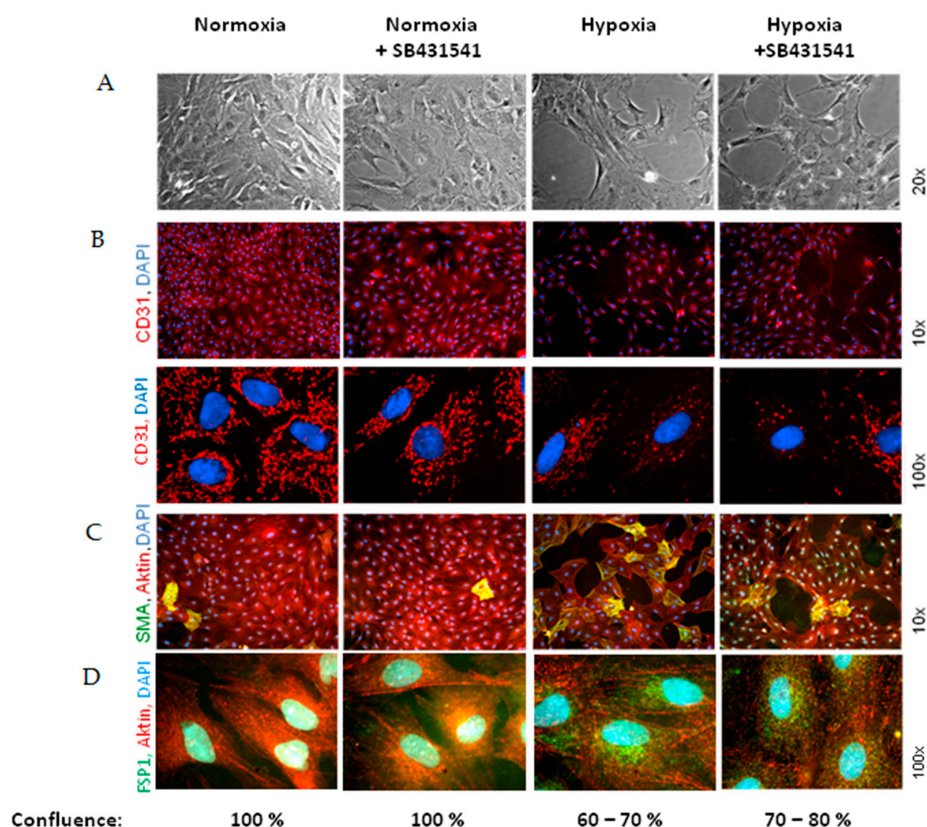 Normoxia
Normoxia
+ SB431541
Hypoxia
Hypoxia
+SB431541
A
20x
B
CD31, DAPI
10x
CD31, DAPI
100x
C
SMA, Aktin, DAPI
10x
D
FSP1, Aktin, DAPI
100x
Confluence:
100 %
100 %
60 – 70 %
70 – 80 %